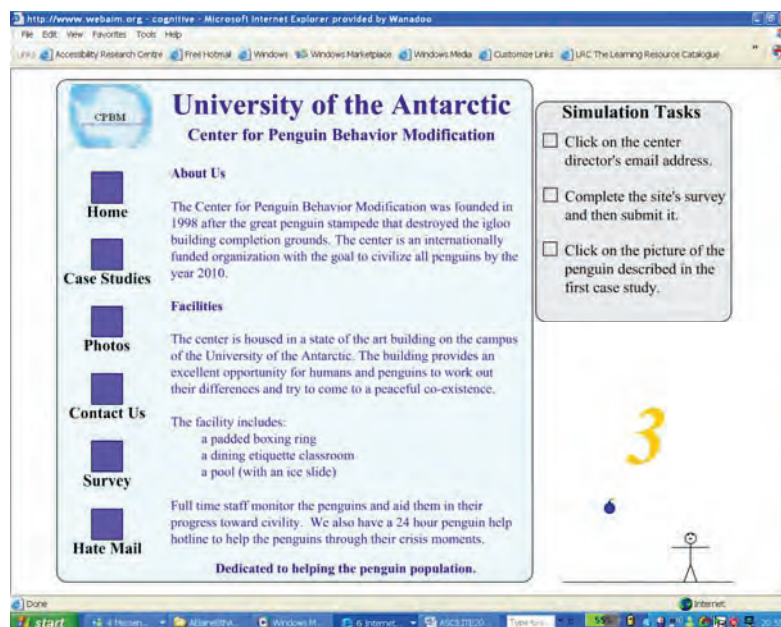 http://www.webaim.org - cognitive - Microsoft Internet Explorer provided by Wanadoo
File Edit View Favorites Tools Help
Links Accessibility Research Centre Free Hotmail Windows Windows Marketplace Windows Media Customize Links LRC The Learning Resource Catalogue
CPBM
University of the Antarctic
Center for Penguin Behavior Modification
Home
Case Studies
Photos
Contact Us
Survey
Hate Mail
About Us
The Center for Penguin Behavior Modification was founded in
1998 after the great penguin stampede that destroyed the igloo
building completion grounds. The center is an internationally
funded organization with the goal to civilize all penguins by the
year 2010.
Facilities
The center is housed in a state of the art building on the campus
of the University of the Antarctic. The building provides an
excellent opportunity for humans and penguins to work out
their differences and try to come to a peaceful co-existence.
The facility includes:
a padded boxing ring
a dining etiquette classroom
a pool (with an ice slide)
Full time staff monitor the penguins and aid them in their
progress toward civility. We also have a 24 hour penguin help
hotline to help the penguins through their crisis moments.
Dedicated to helping the penguin population.
Simulation Tasks
Click on the center
director's email address.
Complete the site's survey
and then submit it.
Click on the picture of the
penguin described in the
first case study.
3
Done Internet
start 4 Messen... Windows M... 6 Internet... 55%